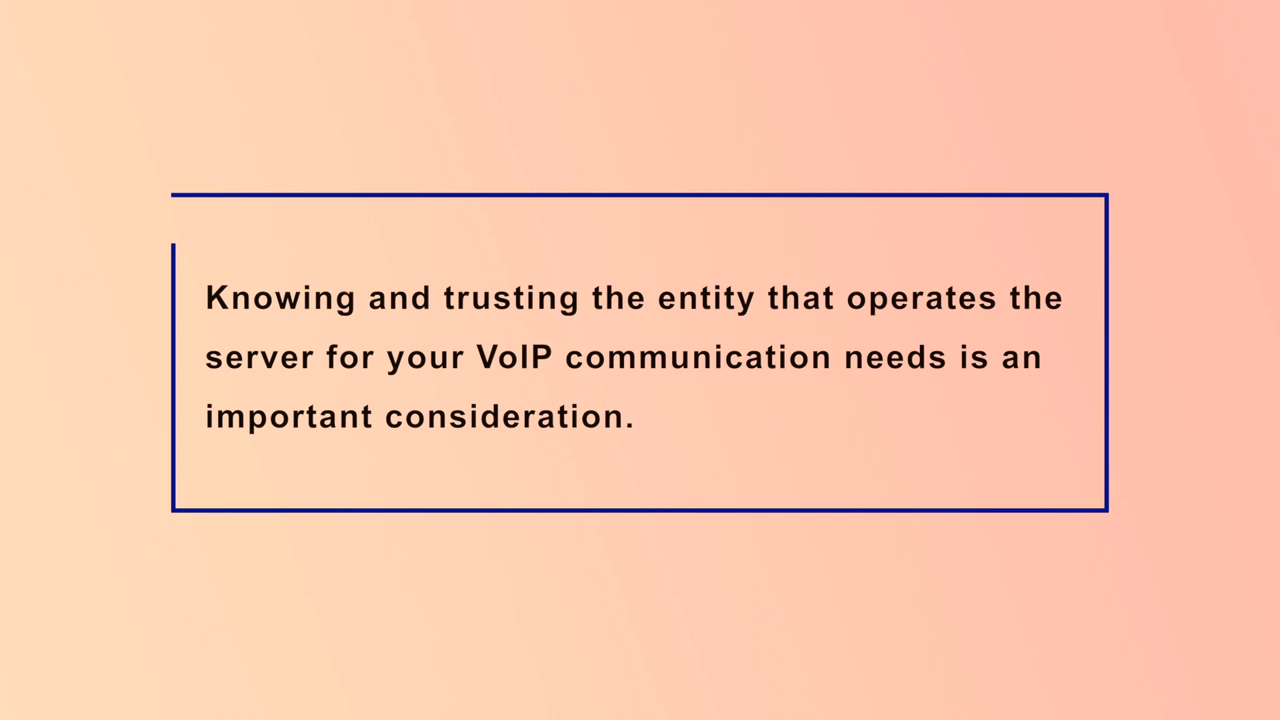 Knowing and trusting the entity that operates the
server for your VoIP communication needs is an
important consideration.